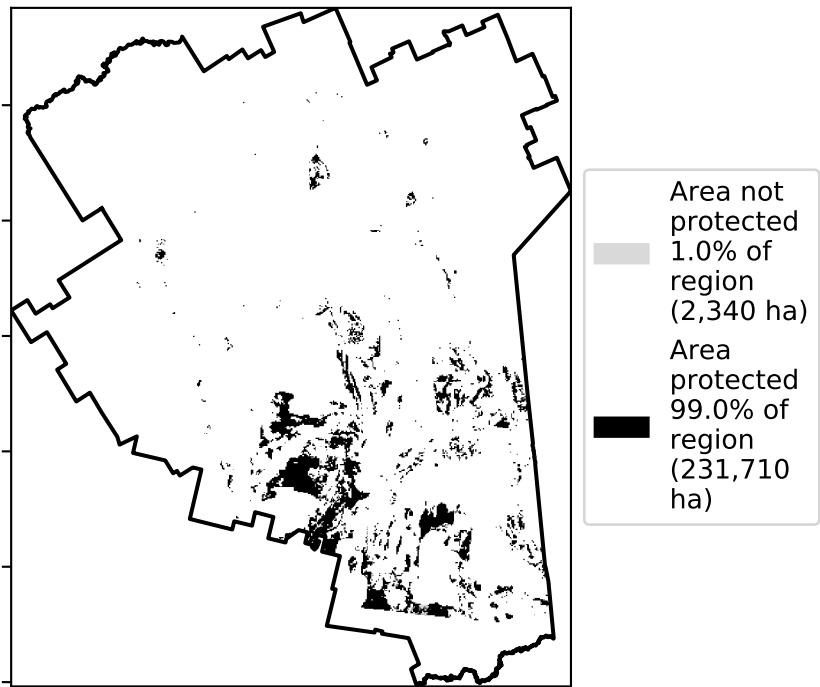 Area not
protected
1.0% of
region
(2,340 ha)
Area
protected
99.0% of
region
(231,710
ha)